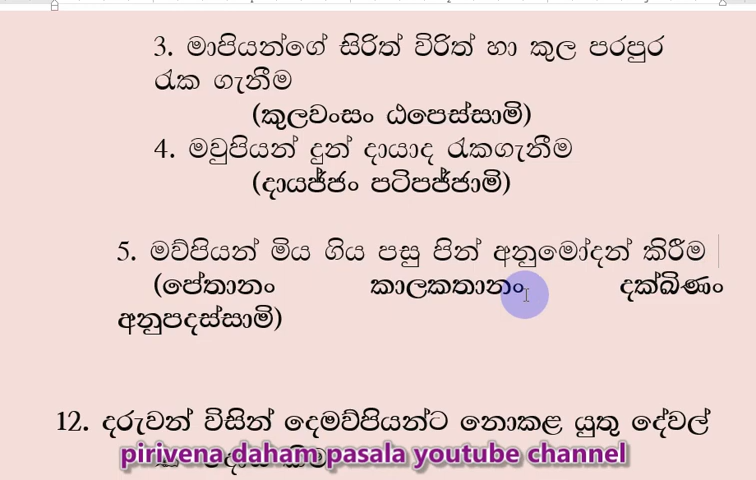 3. මාපියන්ගේ සිරිත් විරිත් හා කුල පරපුර
රැක ගැනීම
(කුලවංසං ඨපෙස්සාමි)
4. මවුපියන් දුන් දායාද රැකගැනීම
(දායජ්ජං පටිපජ්ජාමි)
5. මව්පියන් මිය ගිය පසු පින් අනුමෝදන් කිරීම
(පේතානං කාලකතානං දක්ඛිණං
අනුපදස්සාමි)
12. දරුවන් විසින් දෙමව්පියන්ට නොකළ යුතු දේවල්
pirivena daham pasala youtube channel